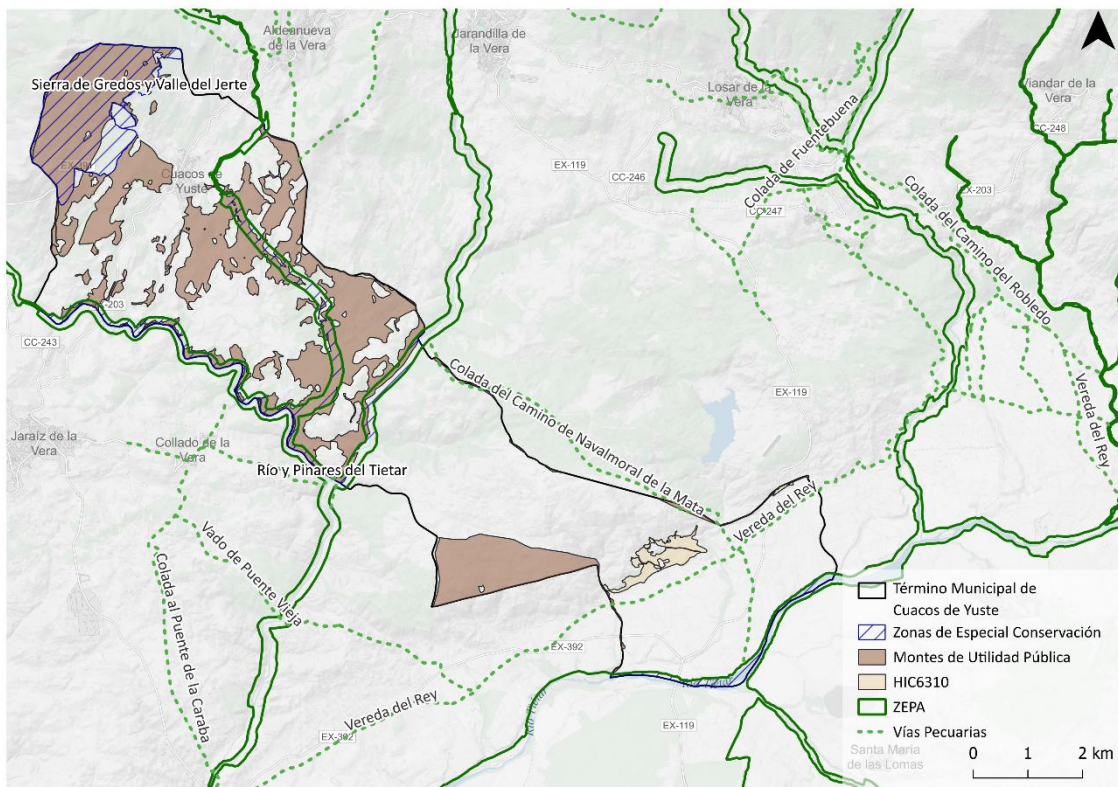 Aldeanueva
de la Vera
Jarandilla de
la Vera
Sierra de Gredos y Valle del Jerte
Losar de la
Vera
Viandar de la
Vera
CC-248
EX-119
CC-246
Colada de Fuentebuena
EX-203
Cuacos de
Yuste
CC-247
Colada del Camino del Robledo
CC-243
Colada del Camino de Navalmoral de la Mata
EX-119
Vereda del Rey
Jaraíz de la
Vera
Collado de la
Vera
Río y Pinares del Tietar
Vereda del Rey
Vado de Puente Vieja
Colada al Puente de la Caraba
EX-392
Vereda del Rey
EX-392
Río Tiétar
EX-119
Santa María
de las Lomas
Término Municipal de
Cuacos de Yuste
Zonas de Especial Conservación
Montes de Utilidad Pública
HIC6310
ZEPA
Vías Pecuarias
0 1 2 km